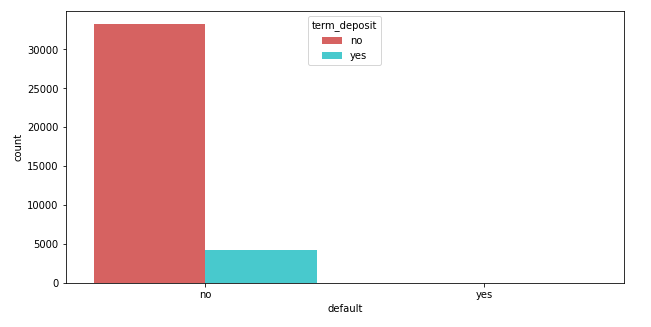 term_deposit
no
yes
30000
25000
20000
15000
10000
5000
0
count
no
yes
default